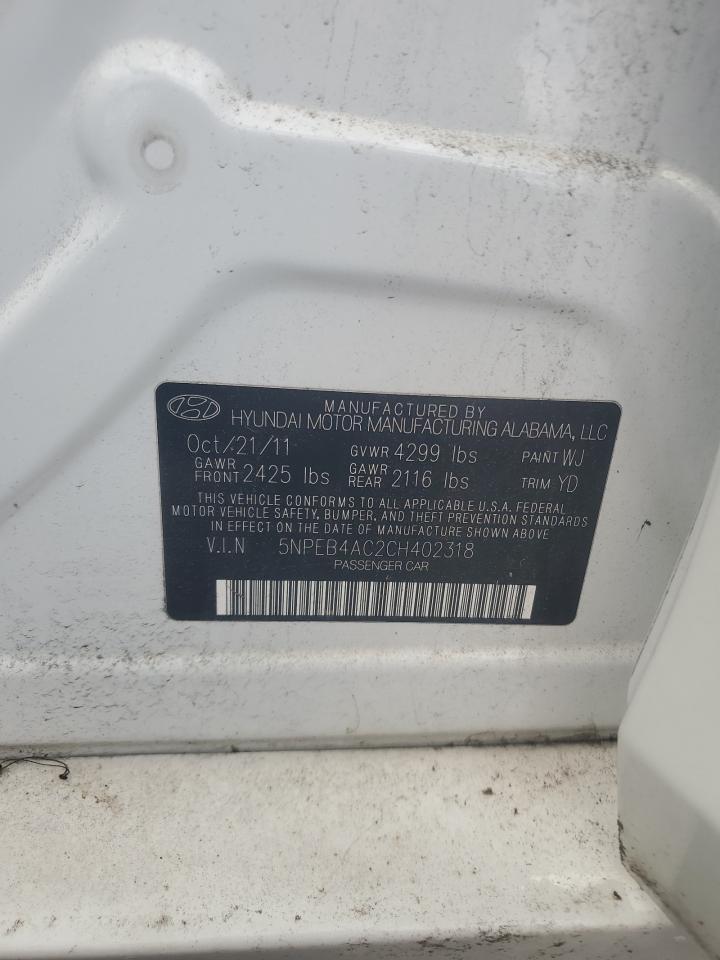 MANUFACTURED BY
HYUNDAI MOTOR MANUFACTURING ALABAMA, LLC
Oct/21/11 GVWR 4299 lbs PAINT WJ
GAWR FRONT 2425 lbs GAWR REAR 2116 lbs TRIM YD
THIS VEHICLE CONFORMS TO ALL APPLICABLE U.S.A. FEDERAL
MOTOR VEHICLE SAFETY, BUMPER, AND THEFT PREVENTION STANDARDS
IN EFFECT ON THE DATE OF MANUFACTURE SHOWN ABOVE
V.I.N 5NPEB4AC2CH402318
PASSENGER CAR